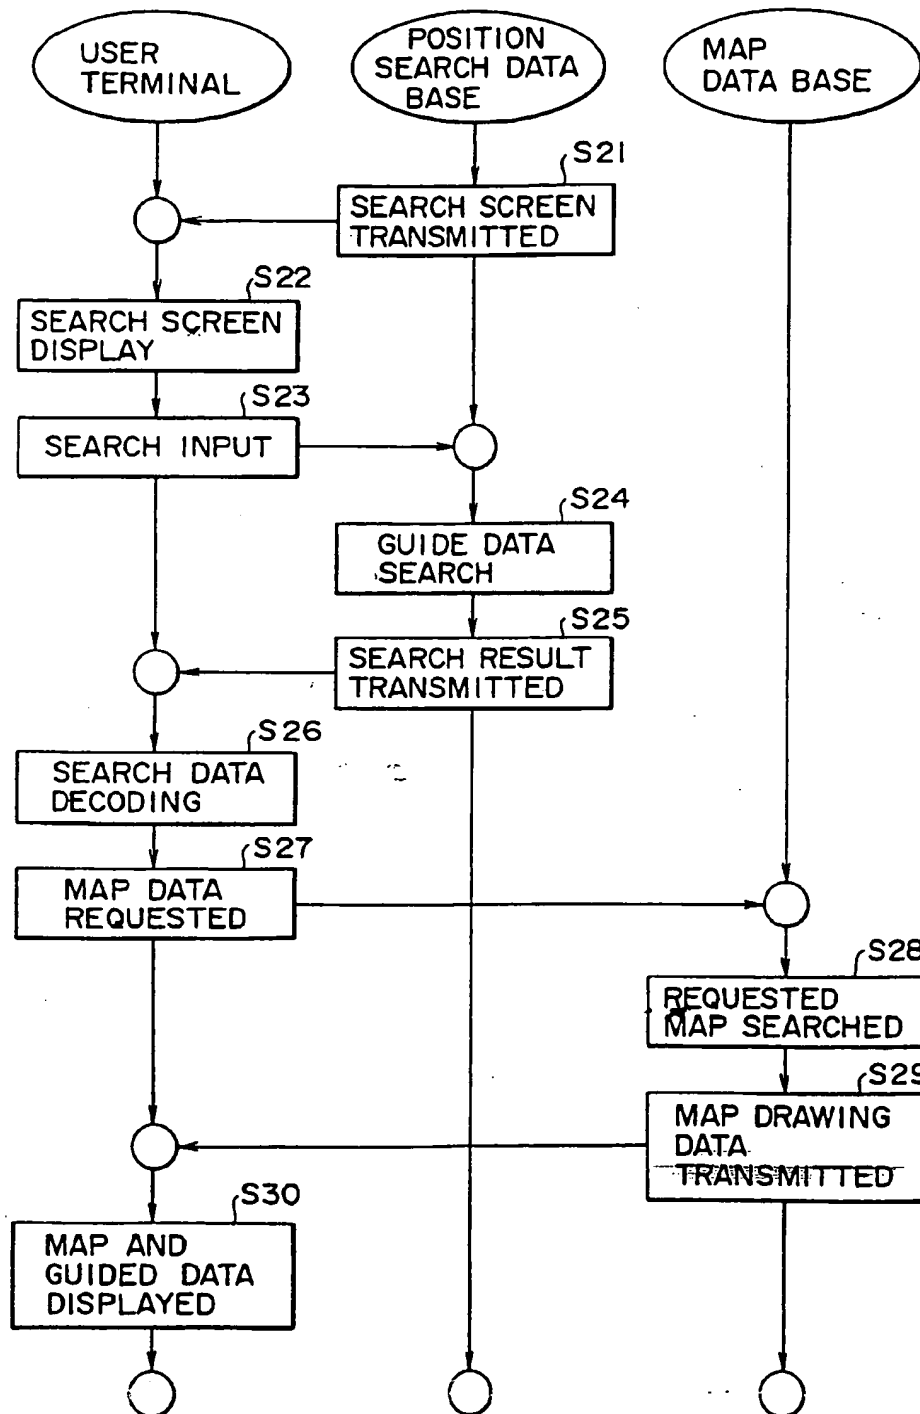 USER
TERMINAL
POSITION
SEARCH DATA
BASE
MAP
DATA BASE
S21
SEARCH SCREEN
TRANSMITTED
S22
SEARCH SCREEN
DISPLAY
S23
SEARCH INPUT
S24
GUIDE DATA
SEARCH
S25
SEARCH RESULT
TRANSMITTED
S26
SEARCH DATA
DECODING
S27
MAP DATA
REQUESTED
S28
REQUESTED
MAP SEARCHED
S29
MAP DRAWING
DATA
TRANSMITTED
S30
MAP AND
GUIDED DATA
DISPLAYED